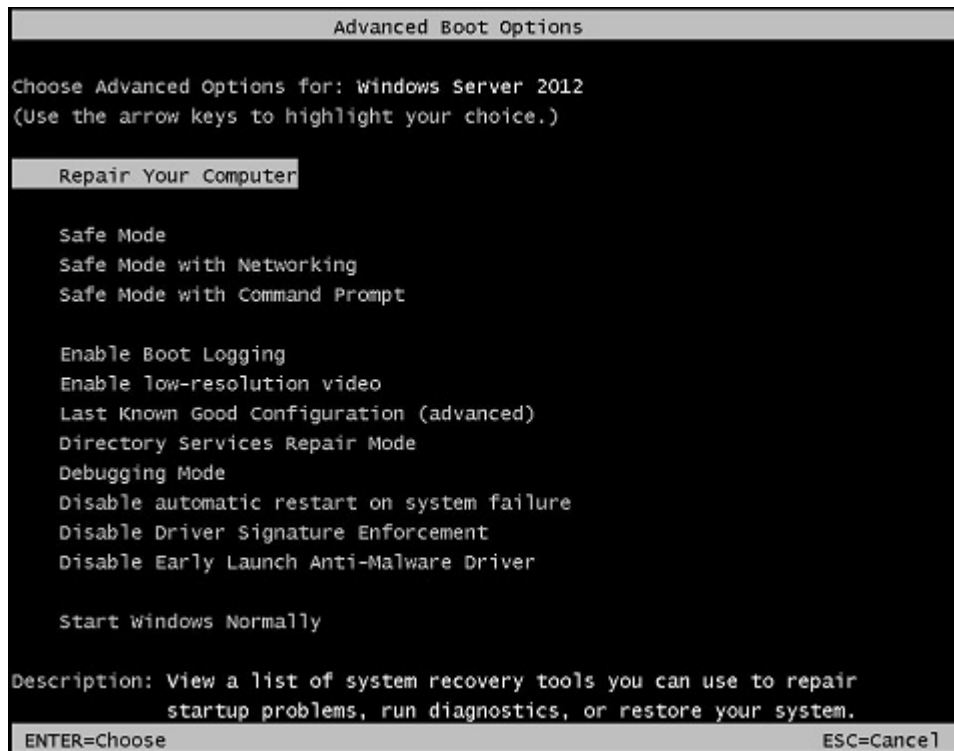 Advanced Boot Options
Choose Advanced Options for: Windows Server 2012
(Use the arrow keys to highlight your choice.)
Repair Your Computer
Safe Mode
Safe Mode with Networking
Safe Mode with Command Prompt
Enable Boot Logging
Enable low-resolution video
Last Known Good Configuration (advanced)
Directory Services Repair Mode
Debugging Mode
Disable automatic restart on system failure
Disable Driver Signature Enforcement
Disable Early Launch Anti-Malware Driver
Start Windows Normally
Description: View a list of system recovery tools you can use to repair
startup problems, run diagnostics, or restore your system.
ENTER=Choose ESC=Cancel